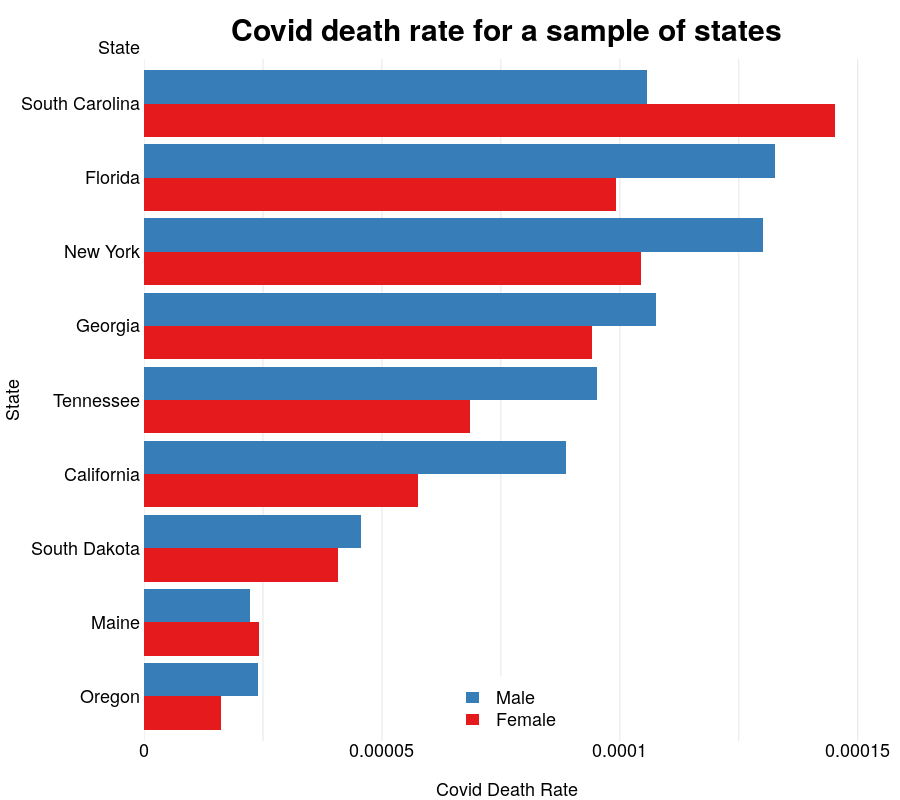 Covid death rate for a sample of states
State
South Carolina
Florida
New York
Georgia
Tennessee
California
South Dakota
Maine
Oregon
State
Male
Female
0 0.00005 0.0001 0.00015
Covid Death Rate